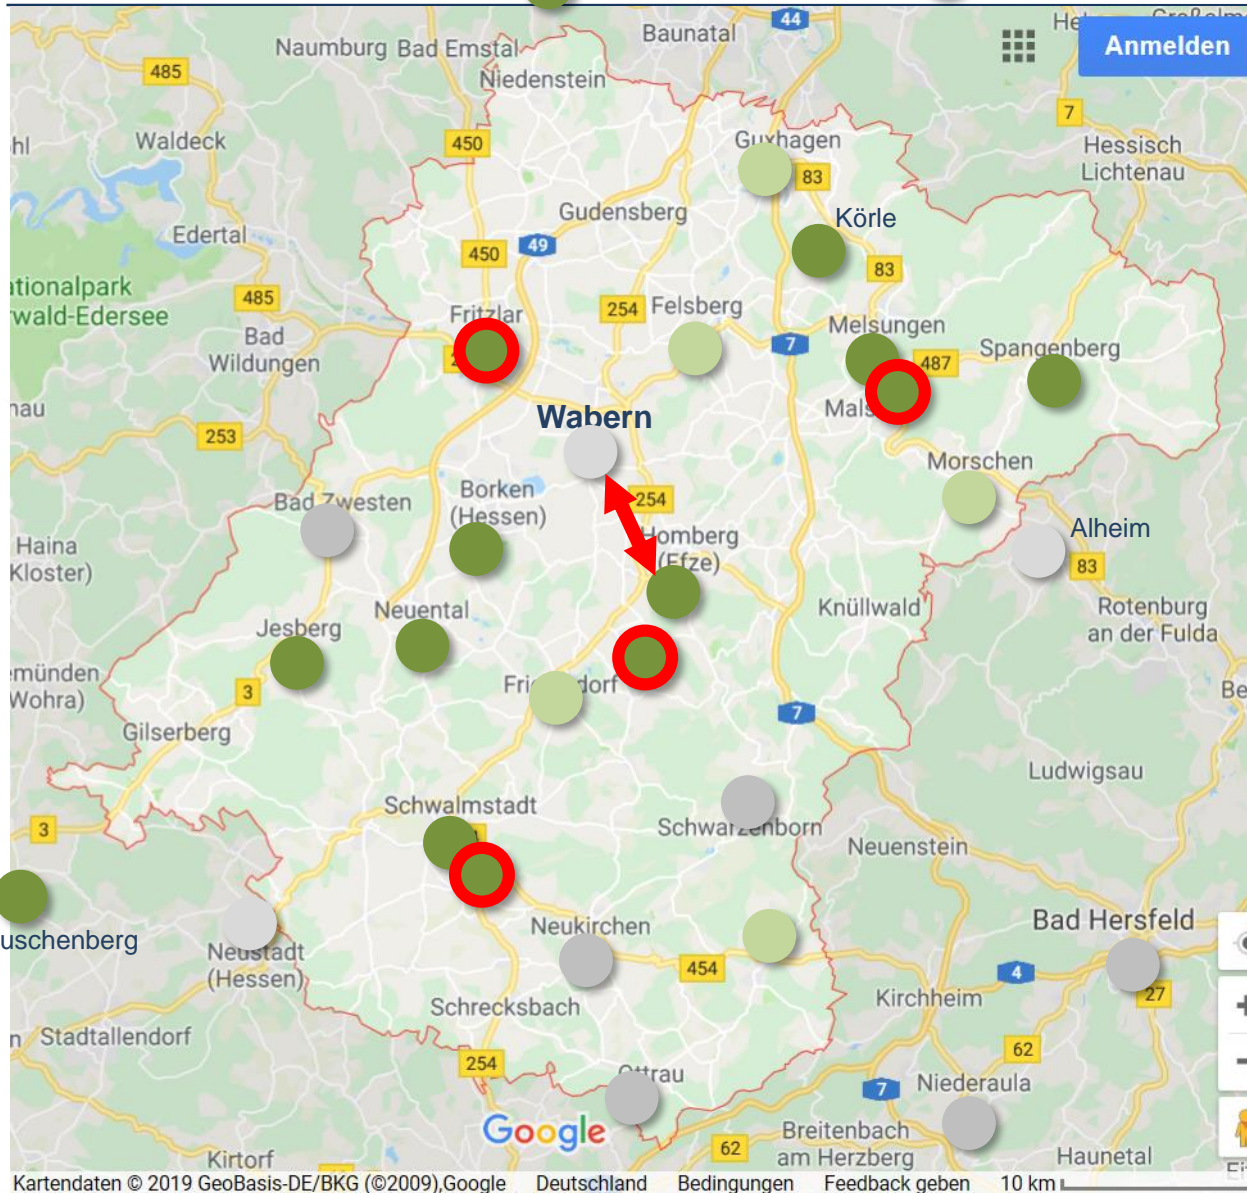 44
Naumburg
Bad Emstal
Baunatal
Anmelden
485
Niedenstein
7
Waldeck
450
Guxhagen
Hessisch
Lichtenau
83
Edertal
Gudensberg
Körle
450
49
83
ationalpark
rwald-Edersee
485
Fritzlar
254
Felsberg
Bad
Wildungen
7
Melsungen
Spangenberg
487
253
Wabern
Morschen
Bad Zwesten
Borken
(Hessen)
254
Homberg
(Efze)
Alheim
Haina
Kloster)
83
Neuental
Knüllwald
Rotenburg
an der Fulda
Jesberg
emünden
Wohra)
3
7
Gilserberg
Ludwigsau
Schwalmstadt
3
Schwarzenborn
Neuenstein
uschenberg
Neustadt
(Hessen)
Neukirchen
Bad Hersfeld
454
4
27
Schrecksbach
Kirchheim
Stadtallendorf
254
62
Ottrau
7
Niederaula
Google
62
Breitenbach
am Herzberg
Haunetal
Kirtorf
Kartendaten © 2019 GeoBasis-DE/BKG (©2009),Google Deutschland Bedingungen Feedback geben 10 km